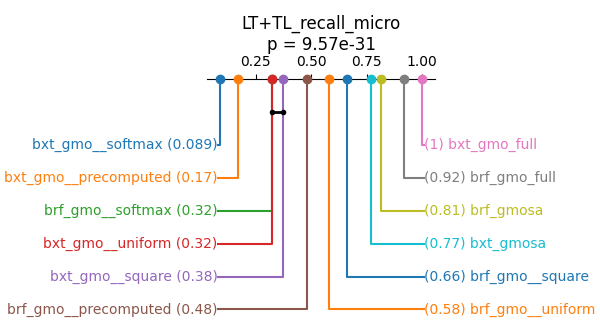 LT+TL_recall_micro
p = 9.57e-31
0.25 0.50 0.75 1.00
bxt_gmo__softmax (0.089) (1) bxt_gmo_full
bxt_gmo__precomputed (0.17) (0.92) brf_gmo_full
brf_gmo__softmax (0.32) (0.81) brf_gmosa
bxt_gmo__uniform (0.32) (0.77) bxt_gmosa
bxt_gmo__square (0.38) (0.66) brf_gmo__square
brf_gmo__precomputed (0.48) (0.58) brf_gmo__uniform